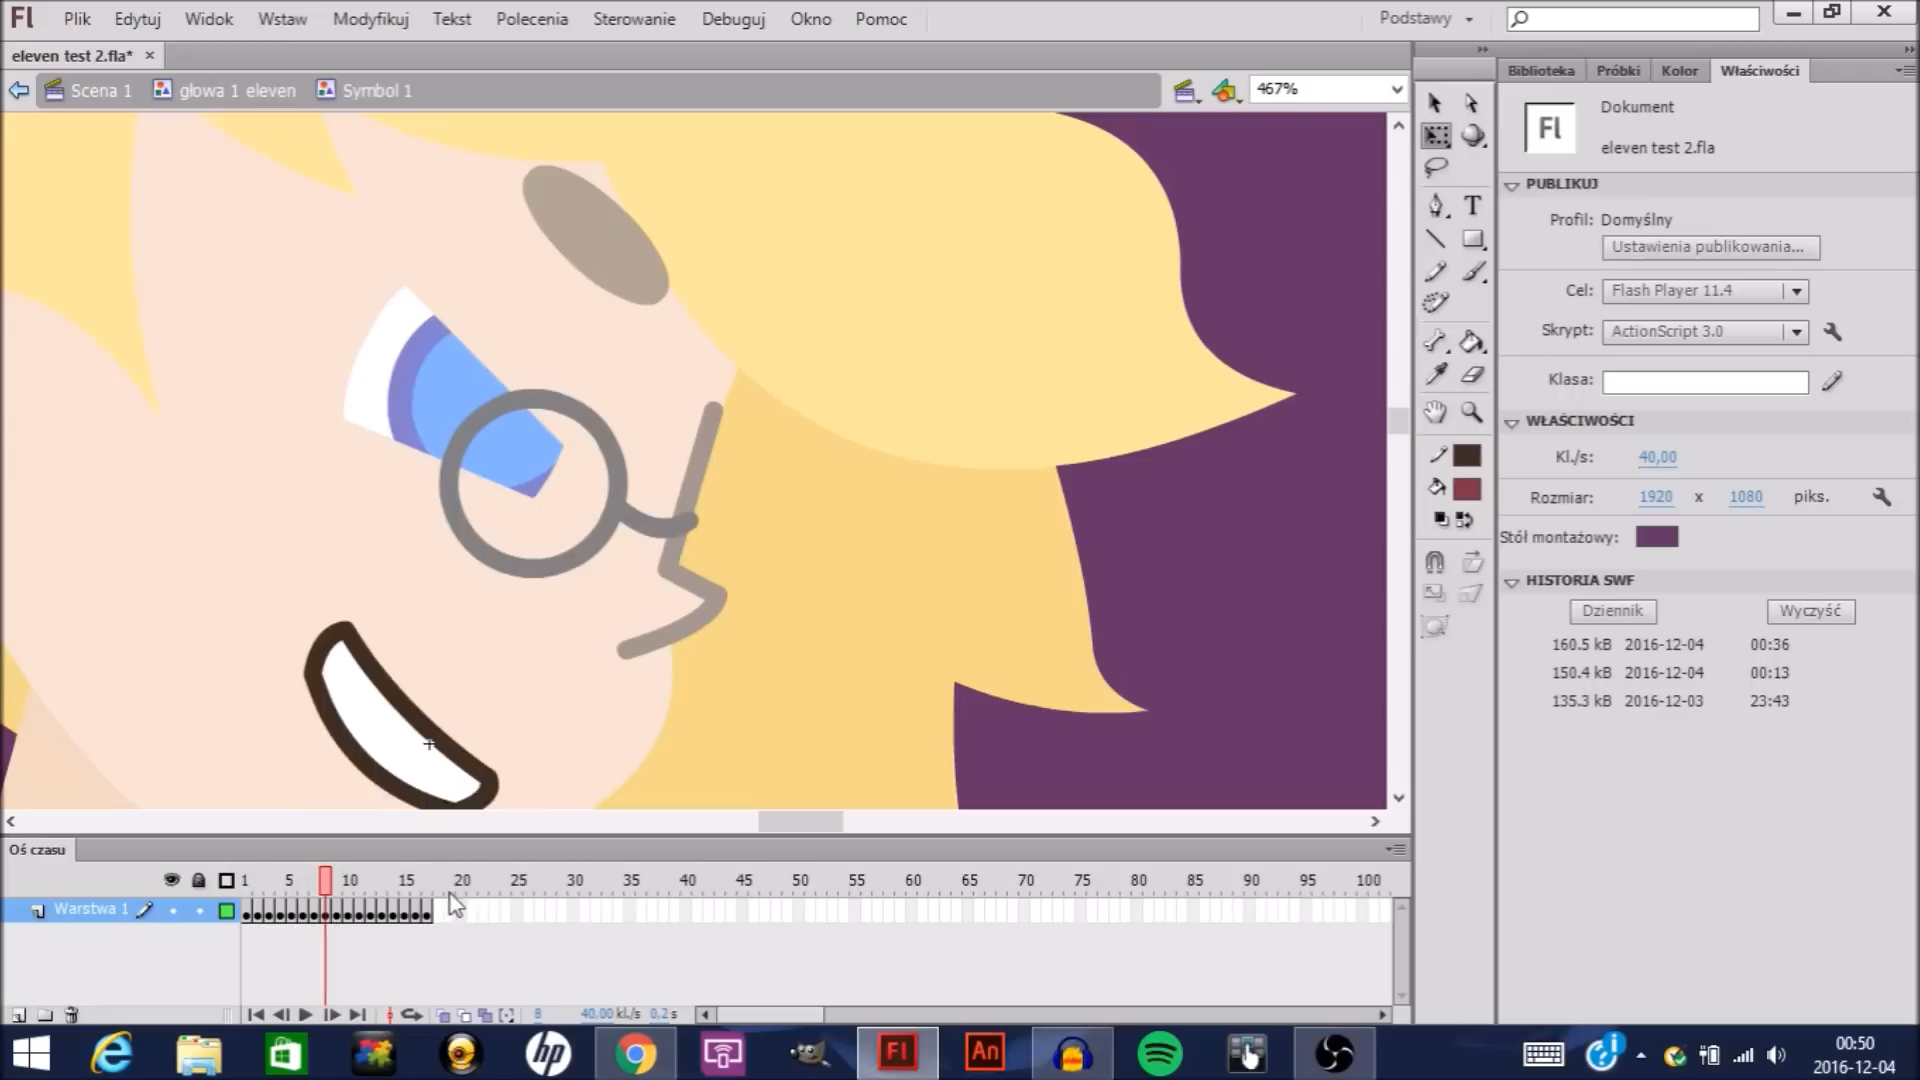 Fl Plik Edytuj Widok Wstaw Modyfikuj Tekst Polecenia Sterowanie Debuguj Okno Pomoc Podstawy
eleven test 2.fla* ×
Scena 1 głowa 1 eleven Symbol 1 467%
Biblioteka Próbki Kolor Właściwości
Fl
Dokument
eleven test 2.fla
PUBLIKUJ
Profil: Domyślny
Ustawienia publikowania...
Cel: Flash Player 11.4
Skrypt: ActionScript 3.0
Klasa:
WŁAŚCIWOŚCI
Kl./s: 40,00
Rozmiar: 1920 x 1080 piks.
Stół montażowy:
HISTORIA SWF
Dziennik Wyczyść
160.5 kB 2016-12-04 00:36
150.4 kB 2016-12-04 00:13
135.3 kB 2016-12-03 23:43
T
Oś czasu
1 5 10 15 20 25 30 35 40 45 50 55 60 65 70 75 80 85 90 95 100
Warstwa 1
8 40,00 kl./s 0,2 s
hp Fl An
00:50
2016-12-04